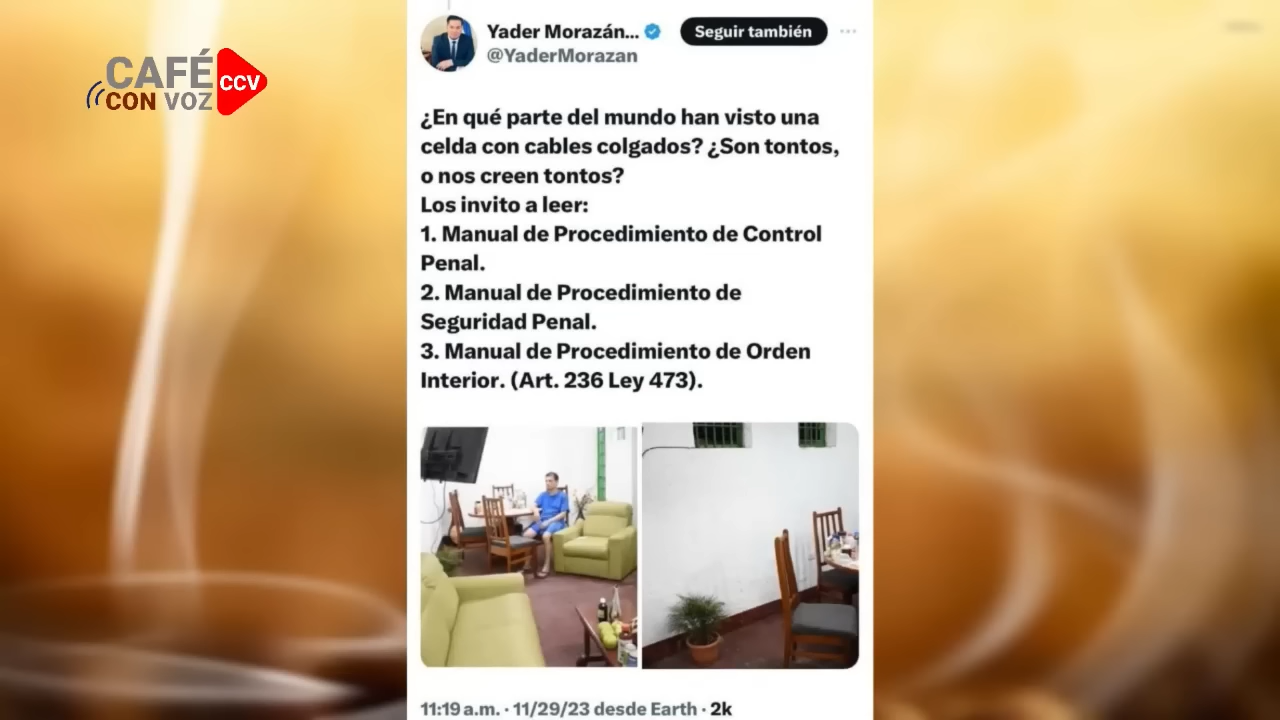 CAFÉ
CON VOZ
CCV
Yader Morazán...
Seguir también
@YaderMorazan
¿En qué parte del mundo han visto una
celda con cables colgados? ¿Son tontos,
o nos creen tontos?
Los invito a leer:
1. Manual de Procedimiento de Control
Penal.
2. Manual de Procedimiento de
Seguridad Penal.
3. Manual de Procedimiento de Orden
Interior. (Art. 236 Ley 473).
11:19 a.m. · 11/29/23 desde Earth · 2k